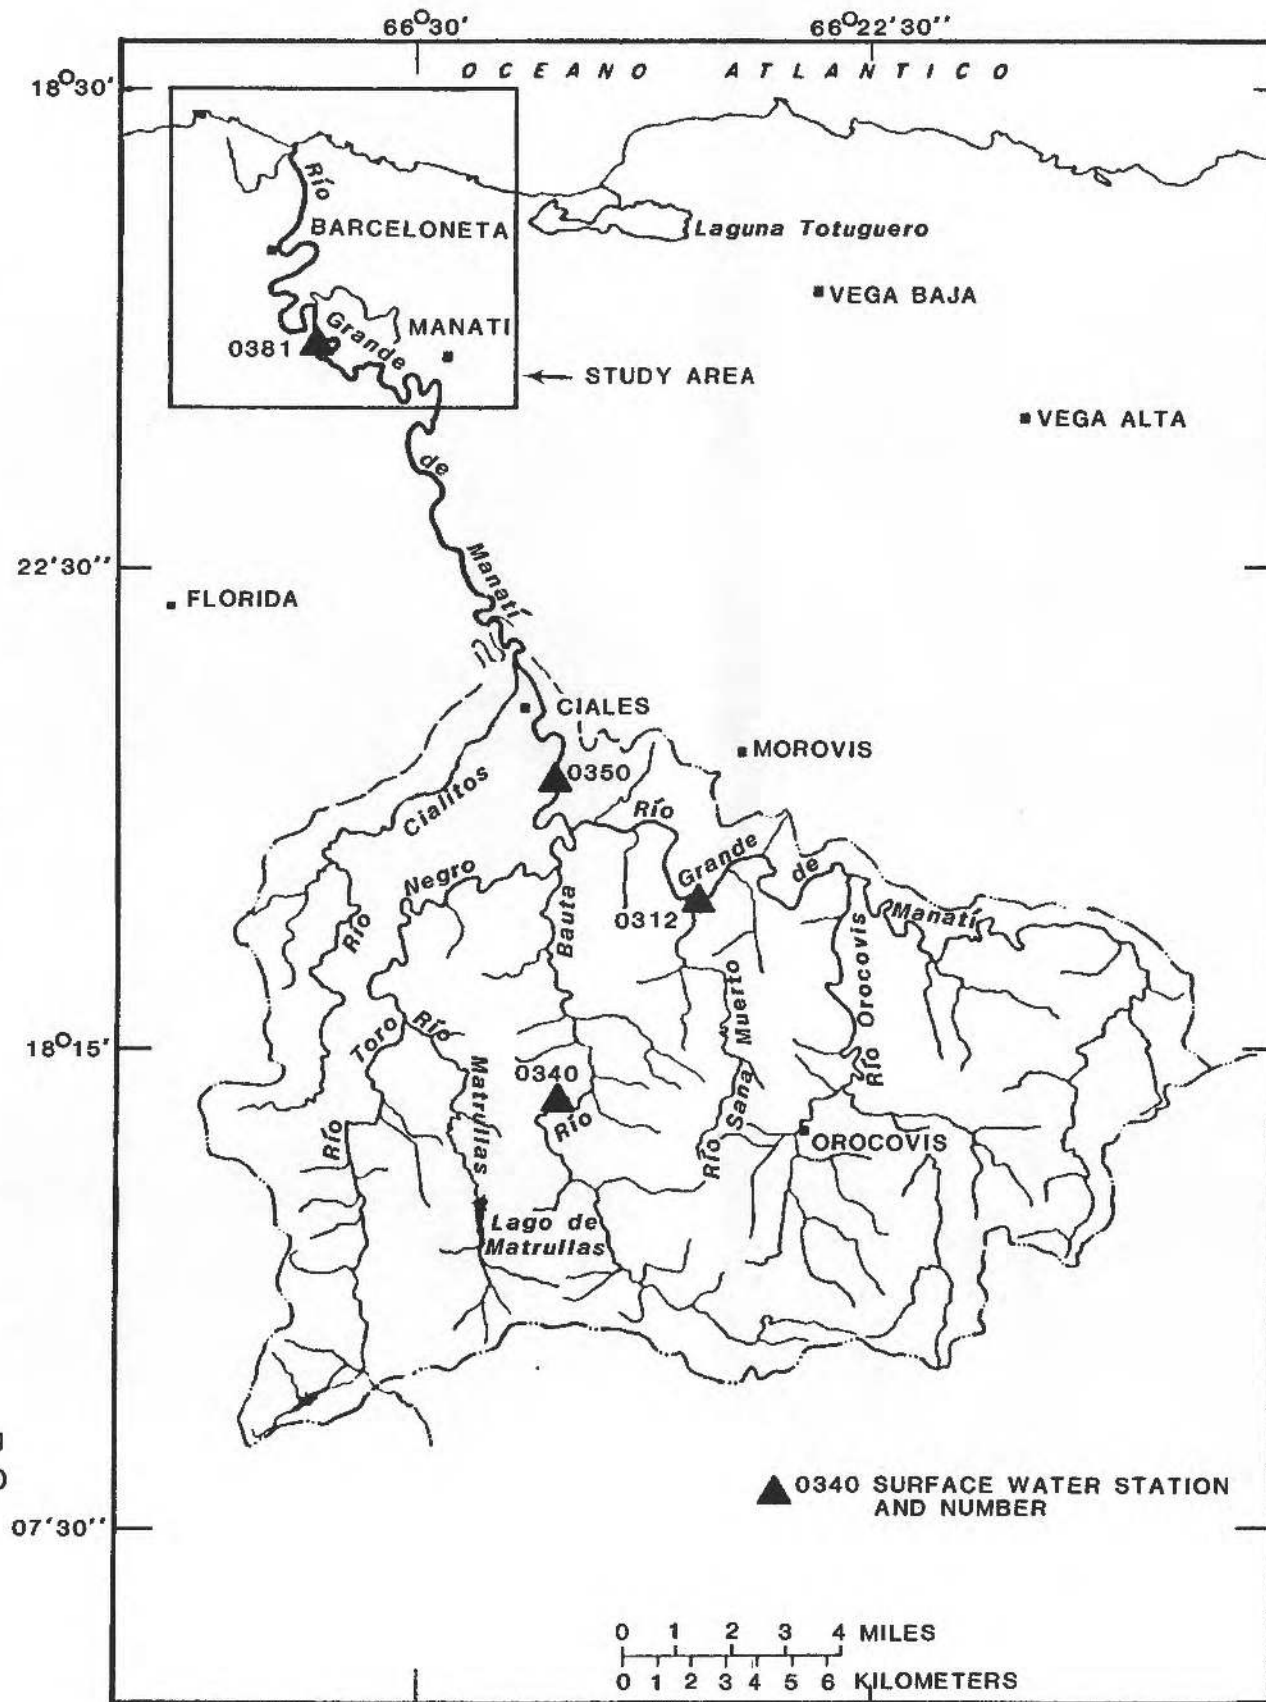 66°30' 66°22'30''
OCEANO ATLANTICO
18°30'
Río
BARCELONETA
Laguna Totuguero
VEGA BAJA
Grande
MANATI
0381
STUDY AREA
VEGA ALTA
de
22'30''
Manatí
FLORIDA
CIALES
MOROVIS
0350
Cialitos
Río
Grande
de
Negro
Manatí
0312
Bauta
Río
Río Orocovis
Muerto
18°15'
Toro
Río
Río
0340
Matrullas
Sana
Río
Río
Río
OROCOVIS
Lago de
Matrullas
0340 SURFACE WATER STATION
AND NUMBER
07'30''
0 1 2 3 4 MILES
0 1 2 3 4 5 6 KILOMETERS